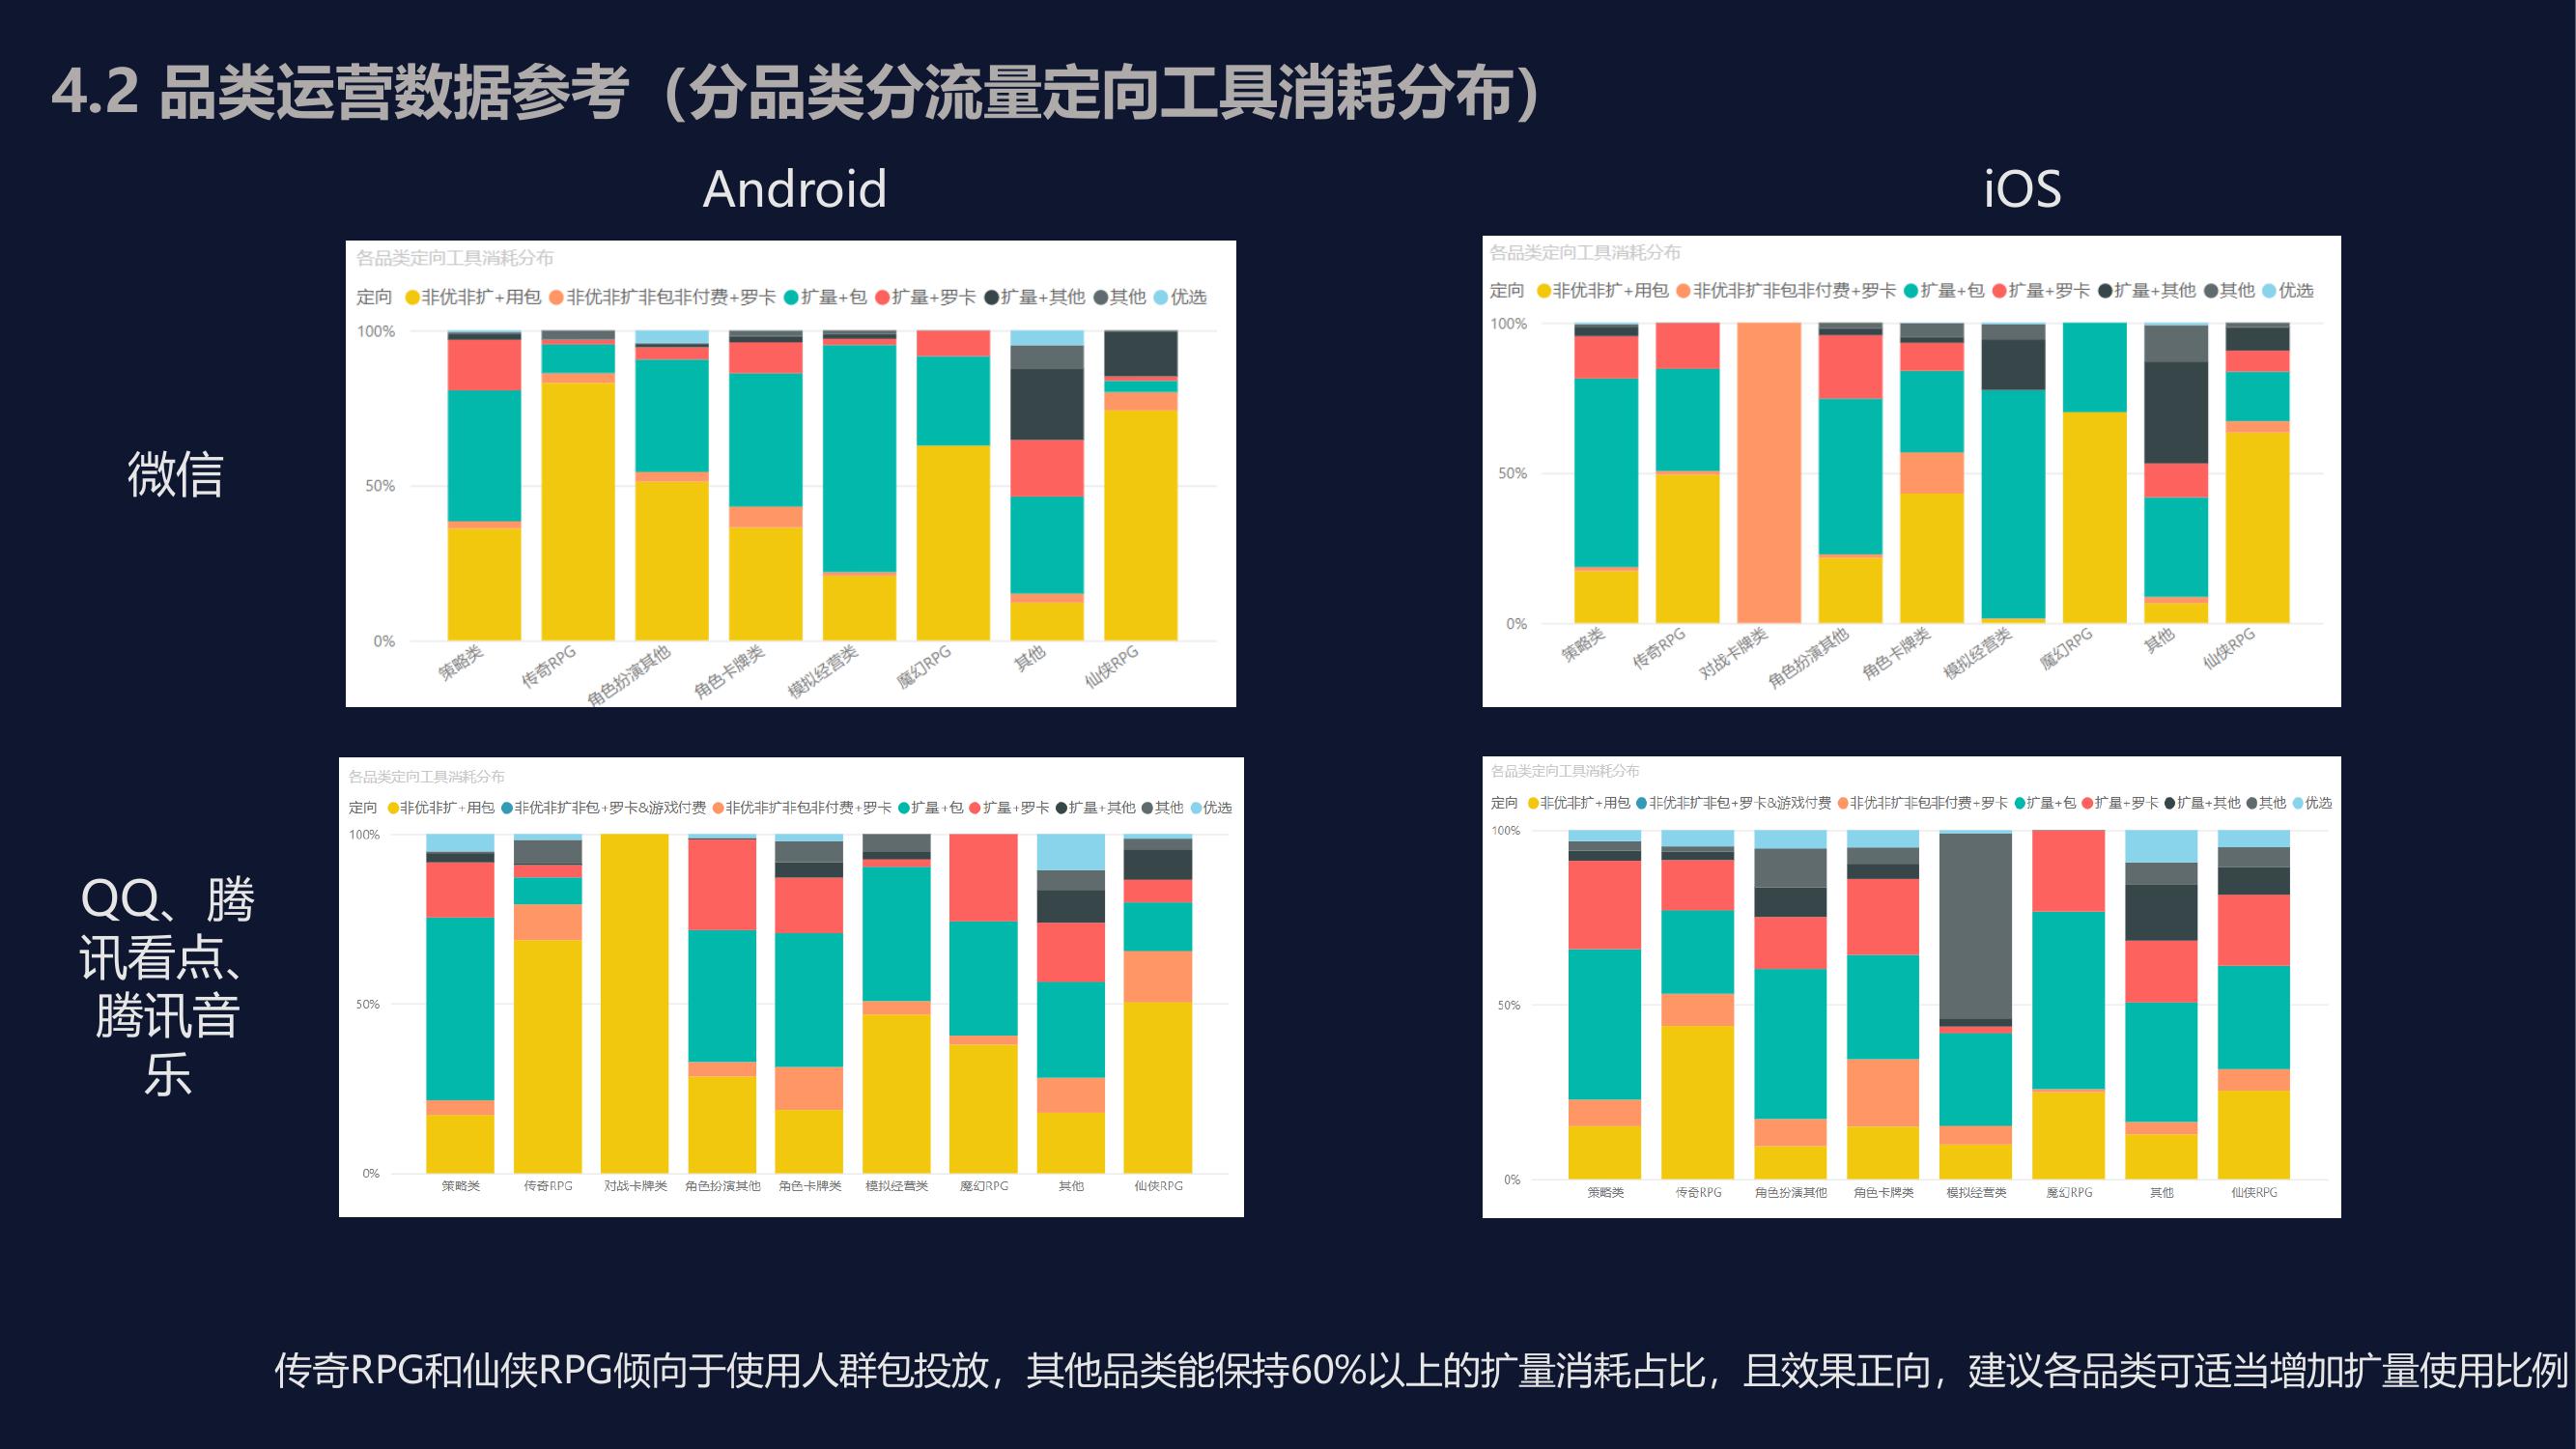 4.2 品类运营数据参考（分品类分流量定向工具消耗分布）
Android
iOS
微信
各品类定向工具消耗分布
定向 非优非扩+用包 非优非扩非包非付费+罗卡 扩量+包 扩量+罗卡 扩量+其他 其他 优选
100%
50%
0%
策略类 传奇RPG 角色扮演其他 角色卡牌类 模拟经营类 魔幻RPG 其他 仙侠RPG
各品类定向工具消耗分布
定向 非优非扩+用包 非优非扩非包非付费+罗卡 扩量+包 扩量+罗卡 扩量+其他 其他 优选
100%
50%
0%
策略类 传奇RPG 对战卡牌类 角色扮演其他 角色卡牌类 模拟经营类 魔幻RPG 其他 仙侠RPG
QQ、腾
讯看点、
腾讯音
乐
各品类定向工具消耗分布
定向 非优非扩+用包 非优非扩非包+罗卡&游戏付费 非优非扩非包非付费+罗卡 扩量+包 扩量+罗卡 扩量+其他 其他 优选
100%
50%
0%
策略类 传奇RPG 对战卡牌类 角色扮演其他 角色卡牌类 模拟经营类 魔幻RPG 其他 仙侠RPG
各品类定向工具消耗分布
定向 非优非扩+用包 非优非扩非包+罗卡&游戏付费 非优非扩非包非付费+罗卡 扩量+包 扩量+罗卡 扩量+其他 其他 优选
100%
50%
0%
策略类 传奇RPG 角色扮演其他 角色卡牌类 模拟经营类 魔幻RPG 其他 仙侠RPG
传奇RPG和仙侠RPG倾向于使用人群包投放，其他品类能保持60%以上的扩量消耗占比，且效果正向，建议各品类可适当增加扩量使用比例